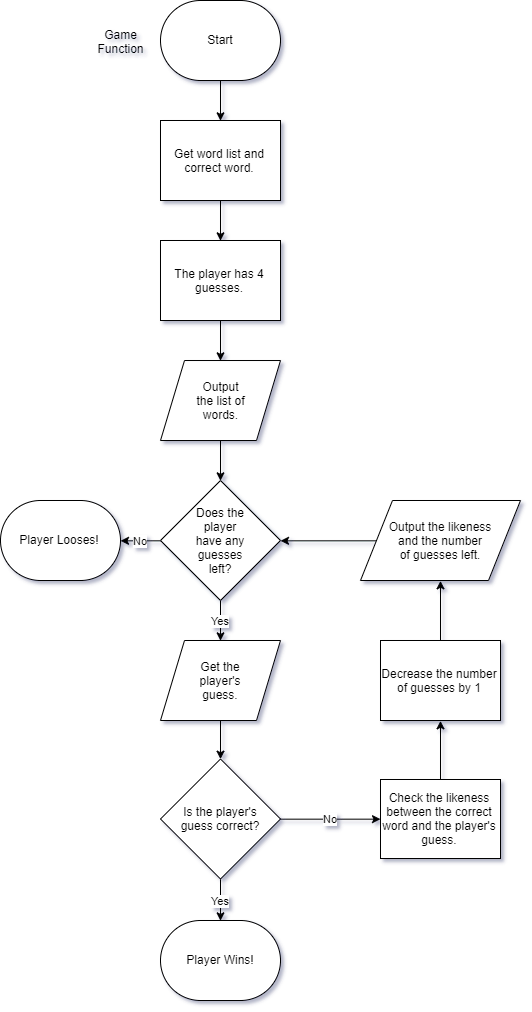 Game
Function
Start
Get word list and
correct word.
The player has 4
guesses.
Output
the list of
words.
Does the
player
have any
guesses
left?
No
Player Looses!
Output the likeness
and the number
of guesses left.
Yes
Get the
player's
guess.
Decrease the number
of guesses by 1
Is the player's
guess correct?
No
Check the likeness
between the correct
word and the player's
guess.
Yes
Player Wins!